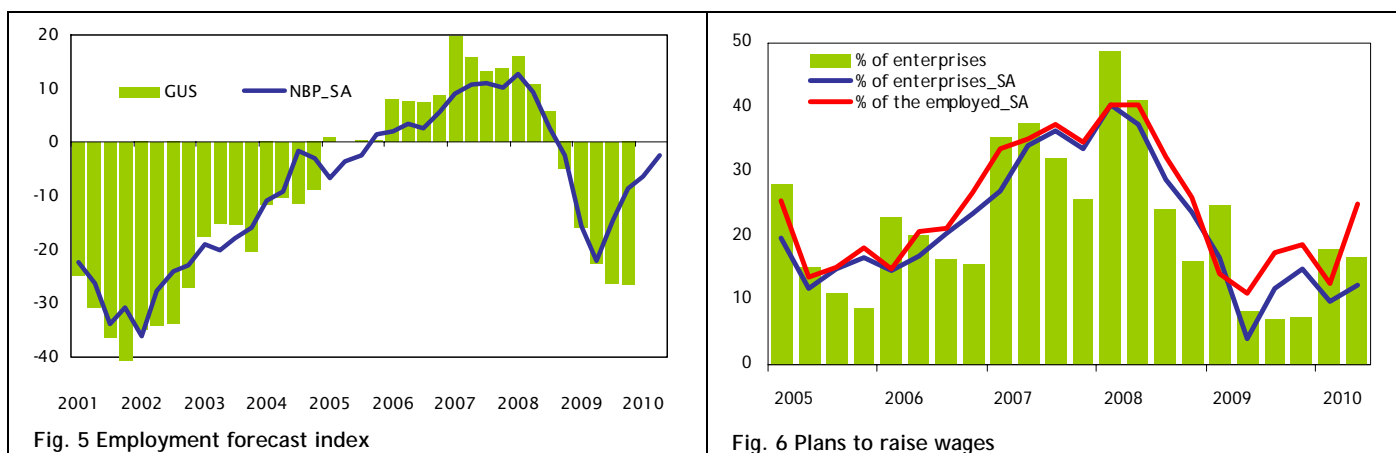 20
10
0
-10
-20
-30
-40
GUS NBP_SA
2001 2002 2003 2004 2005 2006 2007 2008 2009 2010
Fig. 5 Employment forecast index
50
40
30
20
10
0
% of enterprises
% of enterprises_SA
% of the employed_SA
2005 2006 2007 2008 2009 2010
Fig. 6 Plans to raise wages